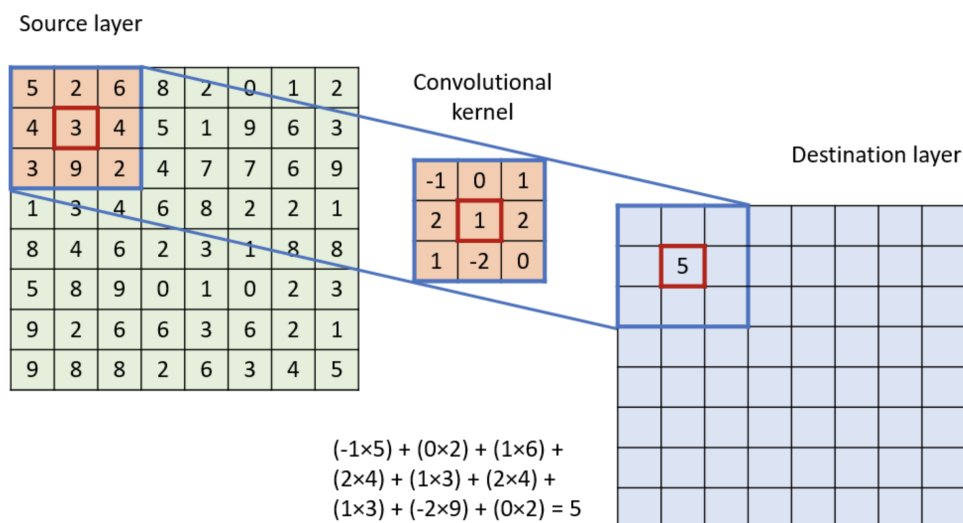 Source layer
5 2 6 8 2 0 1 2
4 3 4 5 1 9 6 3
3 9 2 4 7 7 6 9
1 3 4 6 8 2 2 1
8 4 6 2 3 1 8 8
5 8 9 0 1 0 2 3
9 2 6 6 3 6 2 1
9 8 8 2 6 3 4 5
Convolutional
kernel
-1 0 1
2 1 2
1 -2 0
Destination layer
5
(-1×5) + (0×2) + (1×6) +
(2×4) + (1×3) + (2×4) +
(1×3) + (-2×9) + (0×2) = 5